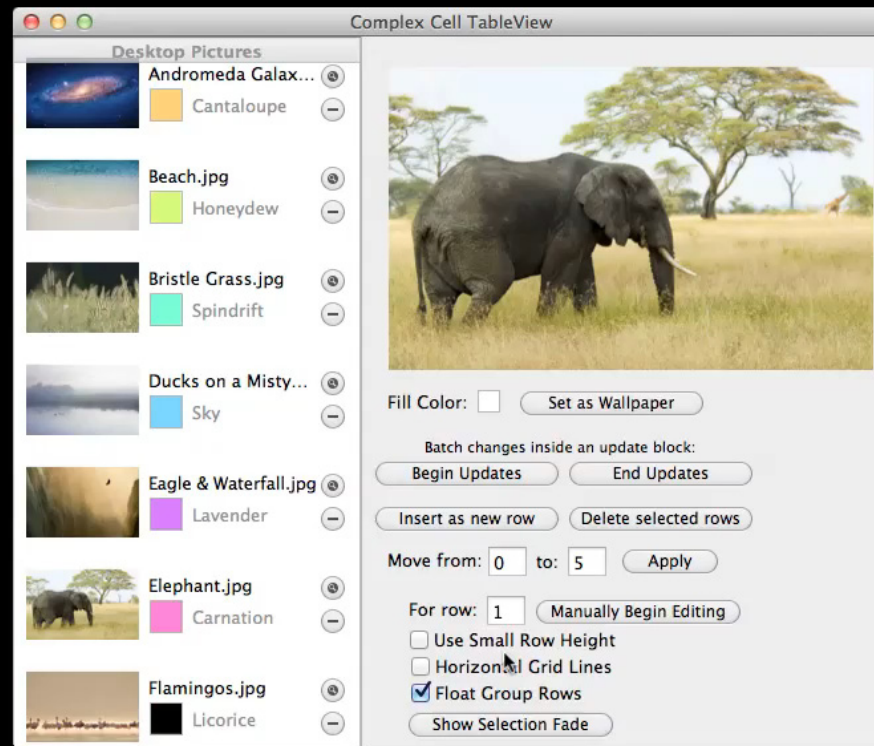 Complex Cell TableView
Desktop Pictures
Andromeda Galax...
Cantaloupe
Beach.jpg
Honeydew
Bristle Grass.jpg
Spindrift
Ducks on a Misty...
Sky
Eagle & Waterfall.jpg
Lavender
Elephant.jpg
Carnation
Flamingos.jpg
Licorice
Fill Color:
Set as Wallpaper
Batch changes inside an update block:
Begin Updates
End Updates
Insert as new row
Delete selected rows
Move from: 0 to: 5 Apply
For row: 1 Manually Begin Editing
Use Small Row Height
Horizontal Grid Lines
Float Group Rows
Show Selection Fade